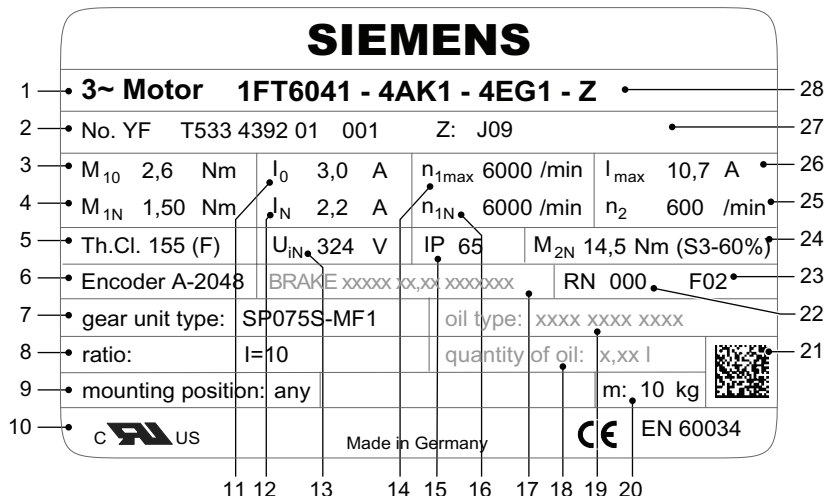 SIEMENS
1 3~ Motor 1FT6041 - 4AK1 - 4EG1 - Z 28
2 No. YF T533 4392 01 001 Z: J09 27
3 M10 2,6 Nm I0 3,0 A n1max 6000 /min Imax 10,7 A 26
4 M1N 1,50 Nm IN 2,2 A n1N 6000 /min n2 600 /min 25
5 Th.Cl. 155 (F) UiN 324 V IP 65 M2N 14,5 Nm (S3-60%) 24
6 Encoder A-2048 BRAKE xxxxx xx,xx xxxxxxx RN 000 F02 23
22
7 gear unit type: SP075S-MF1 oil type: xxxx xxxx xxxx
8 ratio: I=10 quantity of oil: x,xx l 21
9 mounting position: any m: 10 kg
10 C RU US Made in Germany CE EN 60034
11 12 13 14 15 16 17 18 19 20